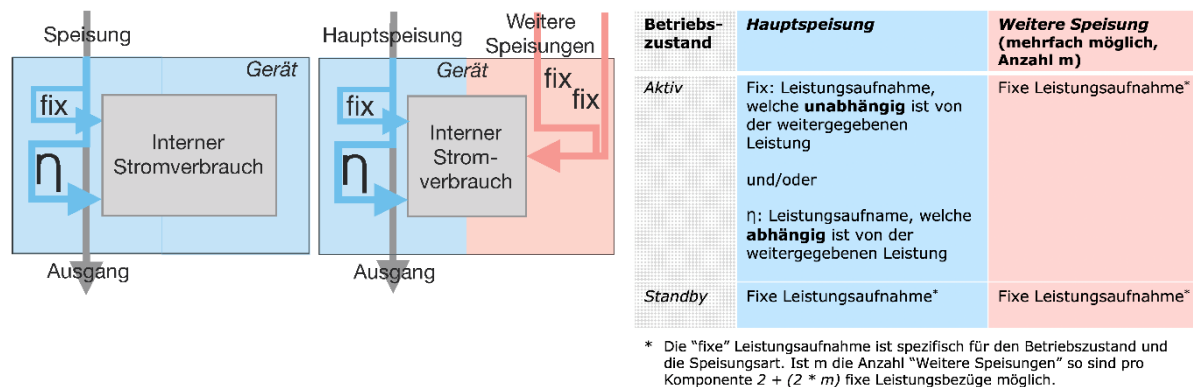 Speisung
Gerät
fix
η
Interner
Stromverbrauch
Ausgang
Hauptspeisung
Weitere
Speisungen
Gerät
fix
fix
fix
η
Interner
Strom-
verbrauch
Ausgang
Betriebs-
zustand
Hauptspeisung
Weitere Speisung
(mehrfach möglich,
Anzahl m)
Aktiv
Fix: Leistungsaufnahme,
welche unabhängig ist von
der weitergegebenen
Leistung
und/oder
η: Leistungsaufname, welche
abhängig ist von der
weitergegebenen Leistung
Fixe Leistungsaufnahme*
Standby
Fixe Leistungsaufnahme*
Fixe Leistungsaufnahme*
* Die "fixe" Leistungsaufnahme ist spezifisch für den Betriebszustand und
die Speisungsart. Ist m die Anzahl "Weitere Speisungen" so sind pro
Komponente 2 + (2 * m) fixe Leistungsbezüge möglich.